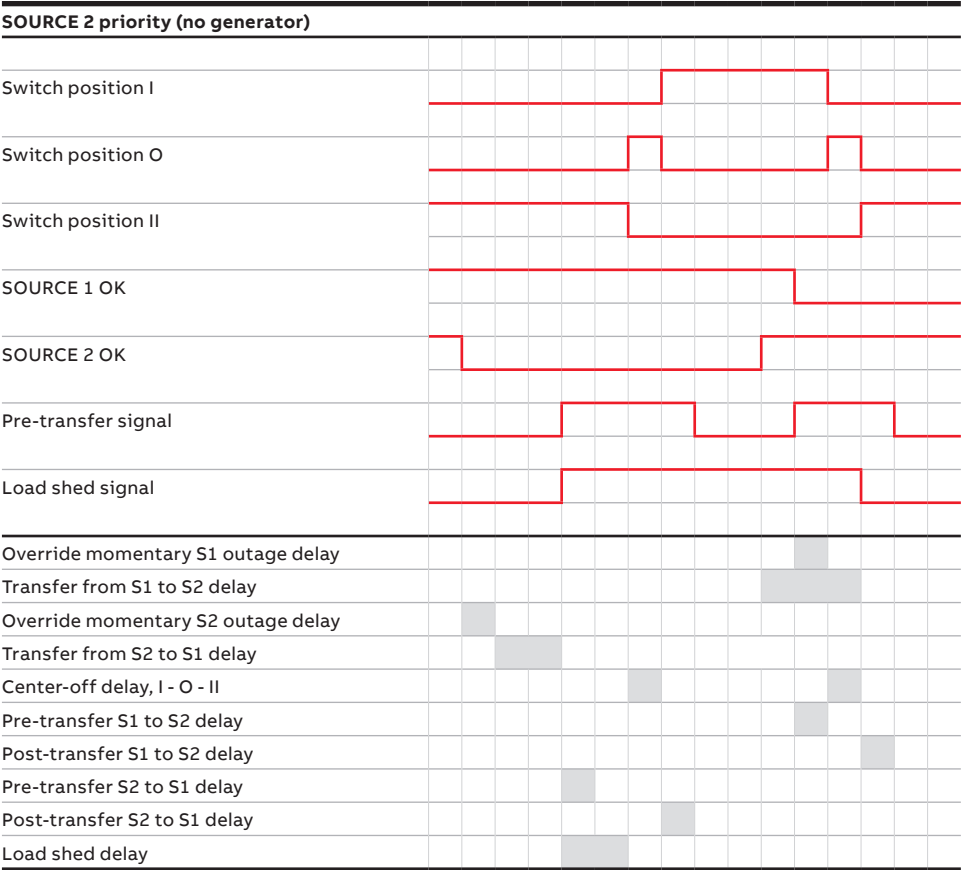 SOURCE 2 priority (no generator)
Switch position I
Switch position O
Switch position II
SOURCE 1 OK
SOURCE 2 OK
Pre-transfer signal
Load shed signal
Override momentary S1 outage delay
Transfer from S1 to S2 delay
Override momentary S2 outage delay
Transfer from S2 to S1 delay
Center-off delay, I - O - II
Pre-transfer S1 to S2 delay
Post-transfer S1 to S2 delay
Pre-transfer S2 to S1 delay
Post-transfer S2 to S1 delay
Load shed delay